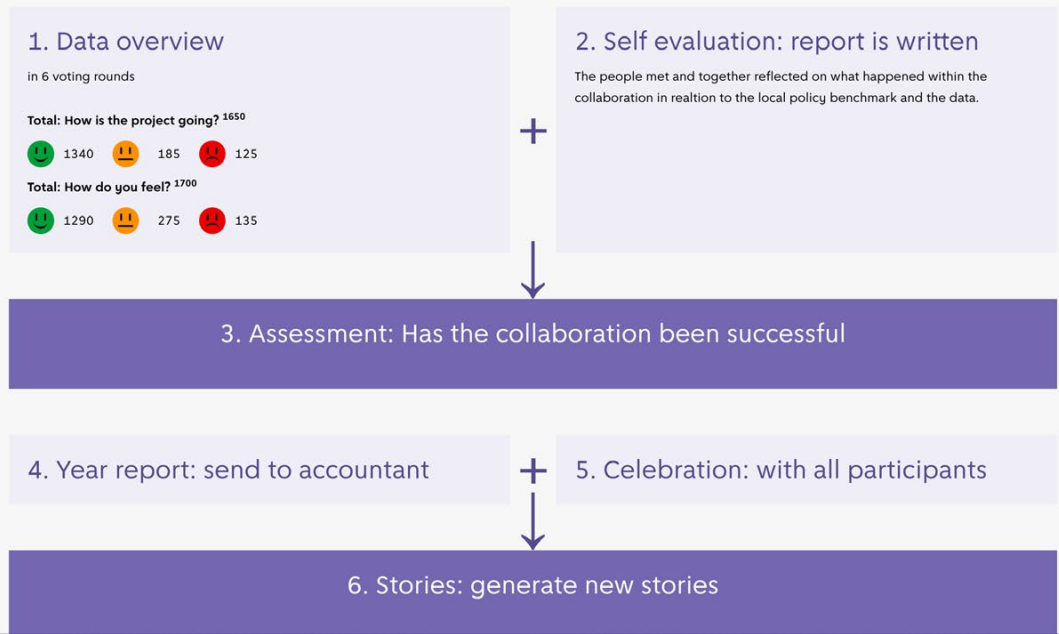 1. Data overview
in 6 voting rounds
Total: How is the project going? 1650
1340 185 125
Total: How do you feel? 1700
1290 275 135
+
2. Self evaluation: report is written
The people met and together reflected on what happened within the
collaboration in realtion to the local policy benchmark and the data.
3. Assessment: Has the collaboration been successful
4. Year report: send to accountant
+
5. Celebration: with all participants
6. Stories: generate new stories